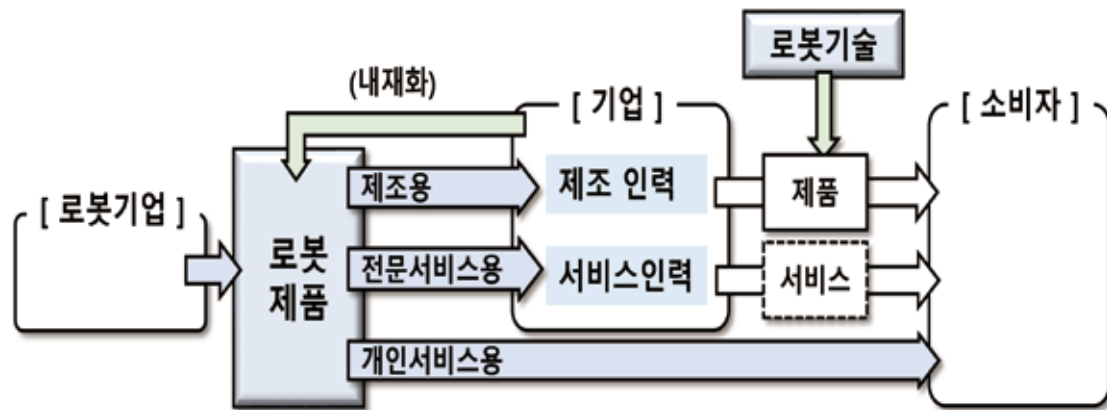 로봇기술
(내재화)
[ 기업 ]
[ 소비자 ]
[ 로봇기업 ]
로봇
제품
제조용
제조 인력
제품
전문서비스용
서비스인력
서비스
개인서비스용